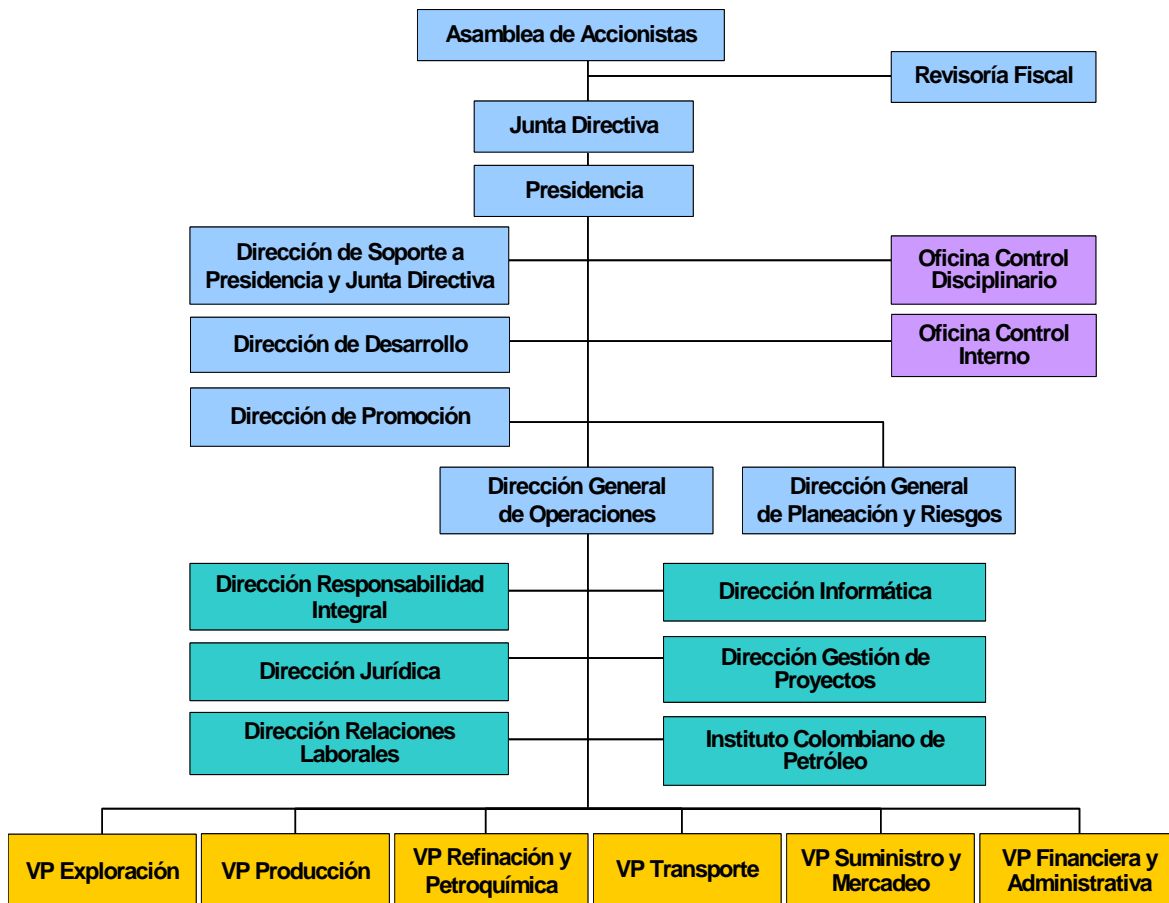 Asamblea de Accionistas
Revisoría Fiscal
Junta Directiva
Presidencia
Dirección de Soporte a
Presidencia y Junta Directiva
Oficina Control
Disciplinario
Dirección de Desarrollo
Oficina Control
Interno
Dirección de Promoción
Dirección General
de Operaciones
Dirección General
de Planeación y Riesgos
Dirección Responsabilidad
Integral
Dirección Informática
Dirección Jurídica
Dirección Gestión de
Proyectos
Dirección Relaciones
Laborales
Instituto Colombiano de
Petróleo
VP Exploración
VP Producción
VP Refinación y
Petroquímica
VP Transporte
VP Suministro y
Mercadeo
VP Financiera y
Administrativa